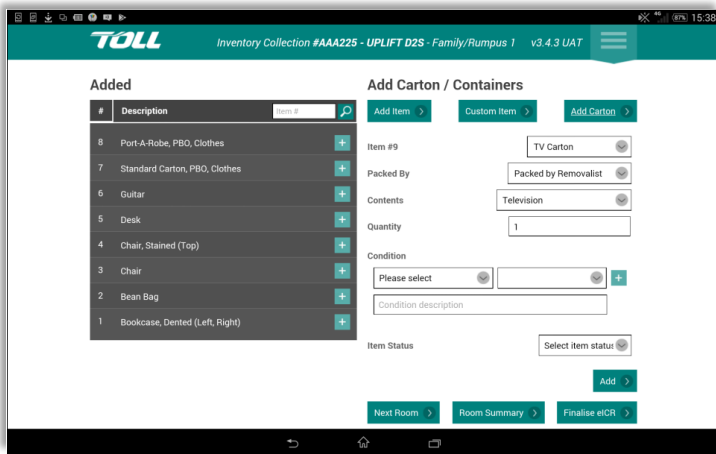 4G 87% 15:38
TOLL Inventory Collection #AAA225 - UPLIFT D2S - Family/Rumpus 1 v3.4.3 UAT
Added
# Description Item #
8 Port-A-Robe, PBO, Clothes
7 Standard Carton, PBO, Clothes
6 Guitar
5 Desk
4 Chair, Stained (Top)
3 Chair
2 Bean Bag
1 Bookcase, Dented (Left, Right)
Add Carton / Containers
Add Item Custom Item Add Carton
Item #9 TV Carton
Packed By Packed by Removalist
Contents Television
Quantity 1
Condition
Please select
Condition description
Item Status Select item status
Add
Next Room Room Summary Finalise eICR